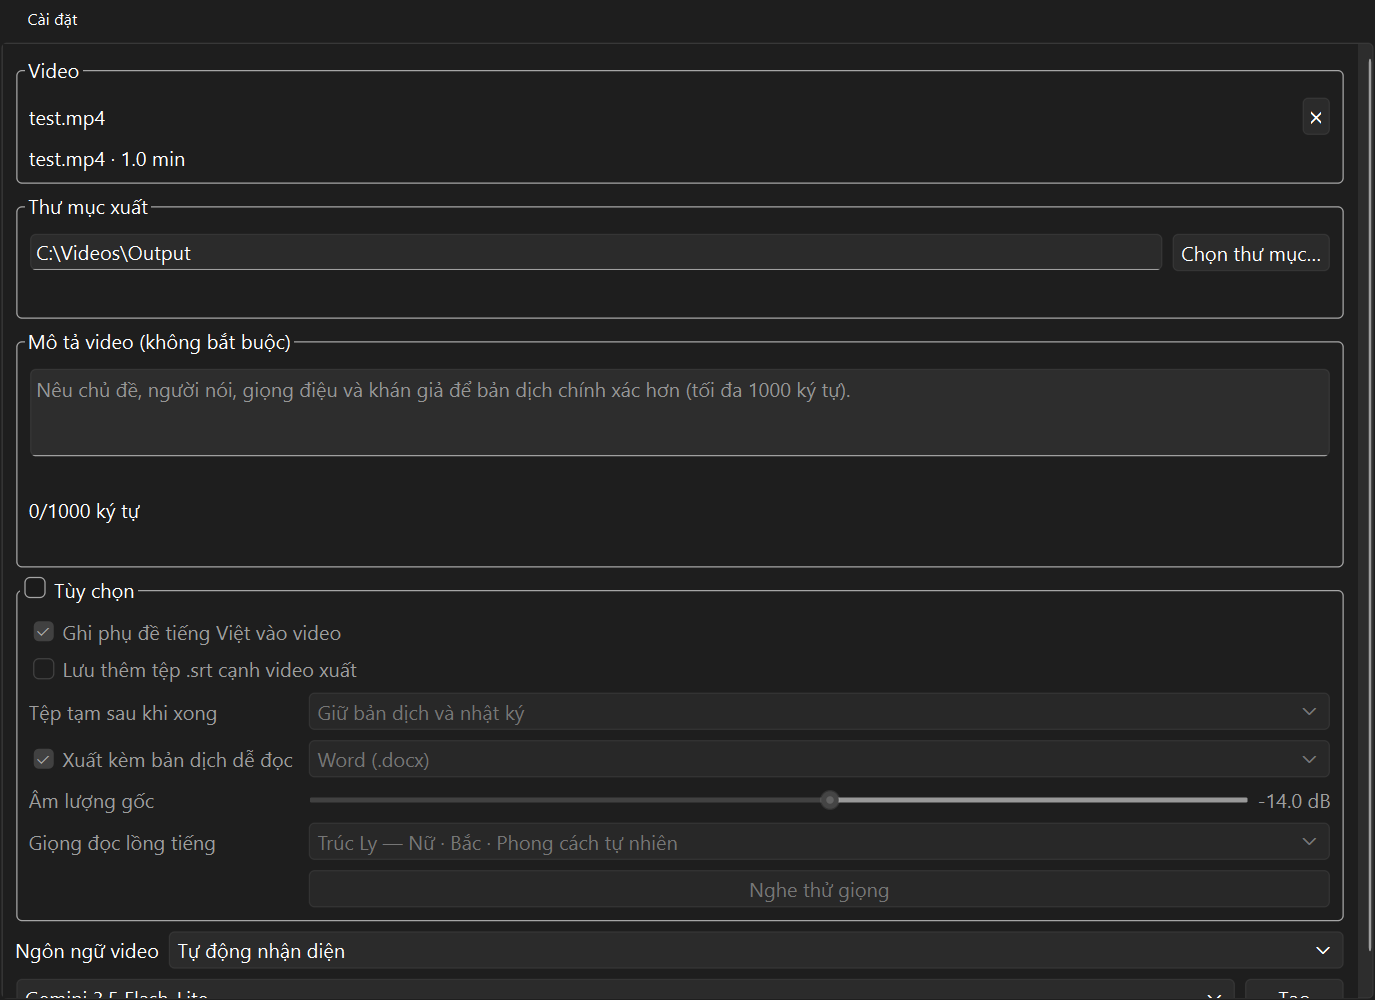 Cài đặt
Video
test.mp4
test.mp4 · 1.0 min
Thư mục xuất
C:\Videos\Output
Chọn thư mục...
Mô tả video (không bắt buộc)
Nêu chủ đề, người nói, giọng điệu và khán giả để bản dịch chính xác hơn (tối đa 1000 ký tự).
0/1000 ký tự
Tùy chọn
Ghi phụ đề tiếng Việt vào video
Lưu thêm tệp .srt cạnh video xuất
Tệp tạm sau khi xong
Giữ bản dịch và nhật ký
Xuất kèm bản dịch dễ đọc
Word (.docx)
Âm lượng gốc
-14.0 dB
Giọng đọc lồng tiếng
Trúc Ly — Nữ · Bắc · Phong cách tự nhiên
Nghe thử giọng
Ngôn ngữ video
Tự động nhận diện
Gemini 3.5 Flash-Lite